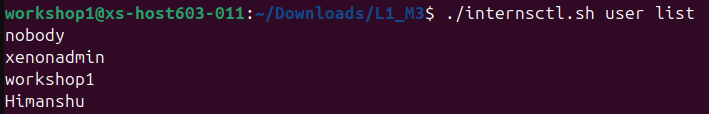 workshop1@xs-host603-011:~/Downloads/L1_M3$ ./internsctl.sh user list
nobody
xenonadmin
workshop1
Himanshu